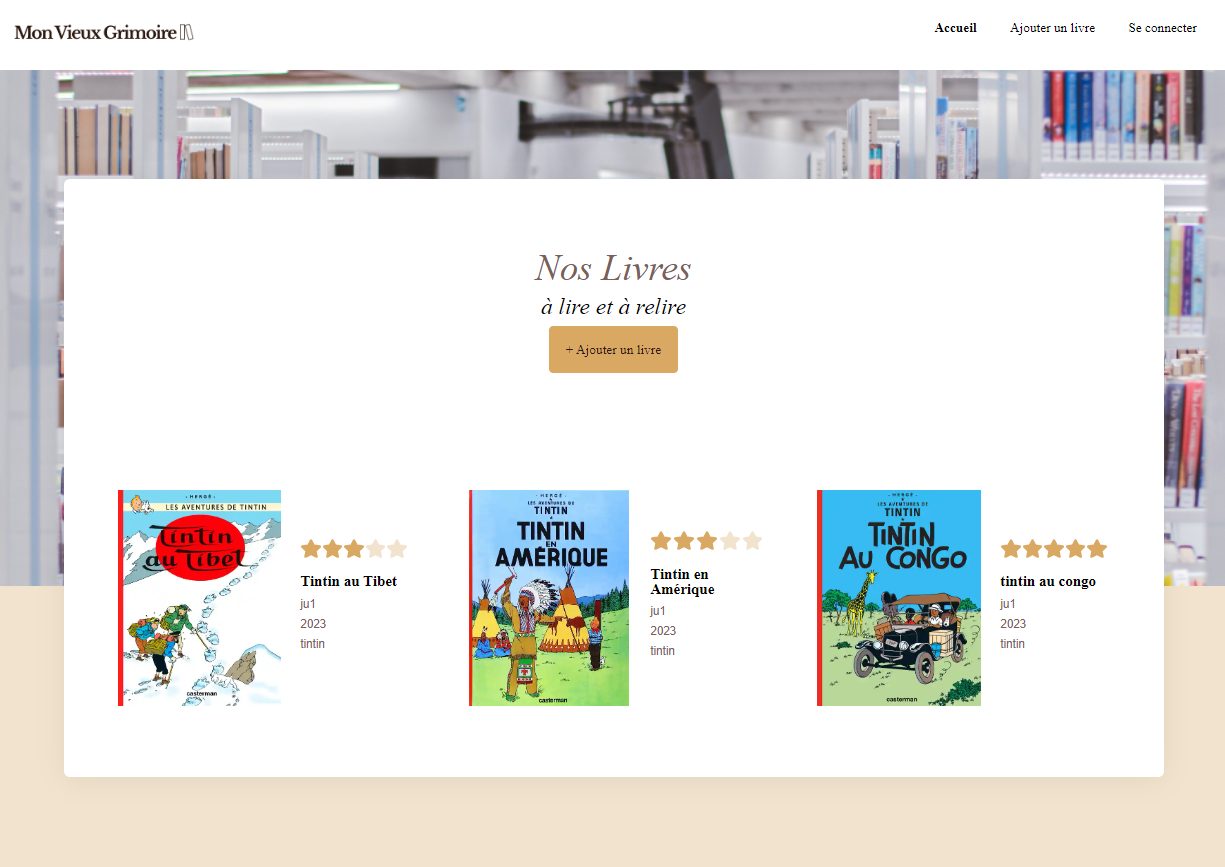 Mon Vieux Grimoire
Accueil
Ajouter un livre
Se connecter
Nos Livres
à lire et à relire
+ Ajouter un livre
- HERGÉ -
LES AVENTURES DE TINTIN
Tintin
au Tibet
casterman
Tintin au Tibet
ju1
2023
tintin
- HERGÉ -
LES AVENTURES DE
TINTIN
TINTIN
EN
AMÉRIQUE
casterman
Tintin en
Amérique
ju1
2023
tintin
- HERGÉ -
LES AVENTURES DE
TINTIN
TINTIN
AU CONGO
casterman
tintin au congo
ju1
2023
tintin